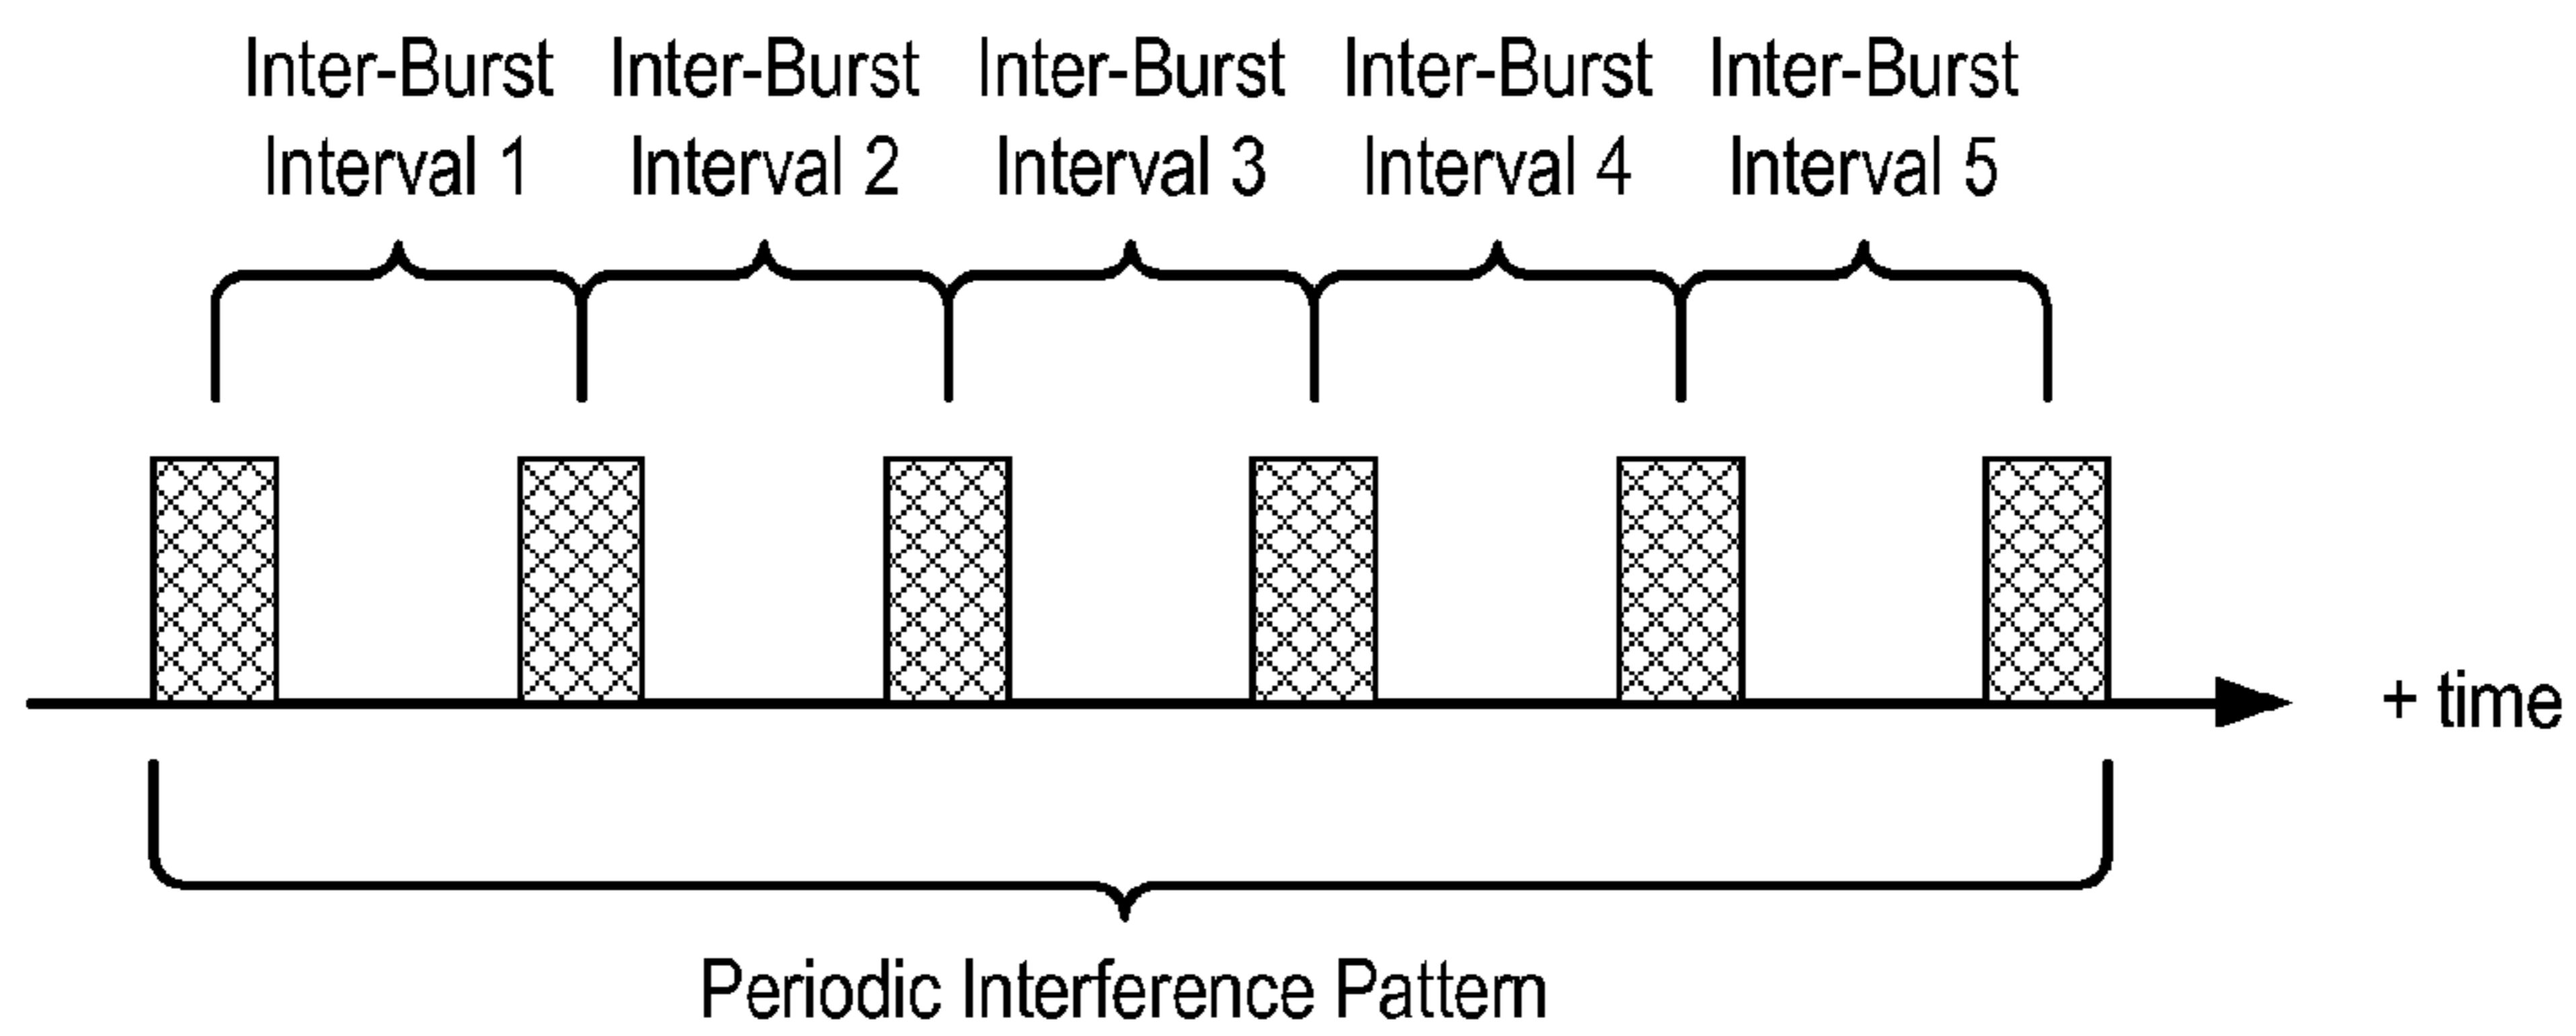 Inter-Burst Inter-Burst Inter-Burst Inter-Burst Inter-Burst
Interval 1 Interval 2 Interval 3 Interval 4 Interval 5
+ time
Periodic Interference Pattern